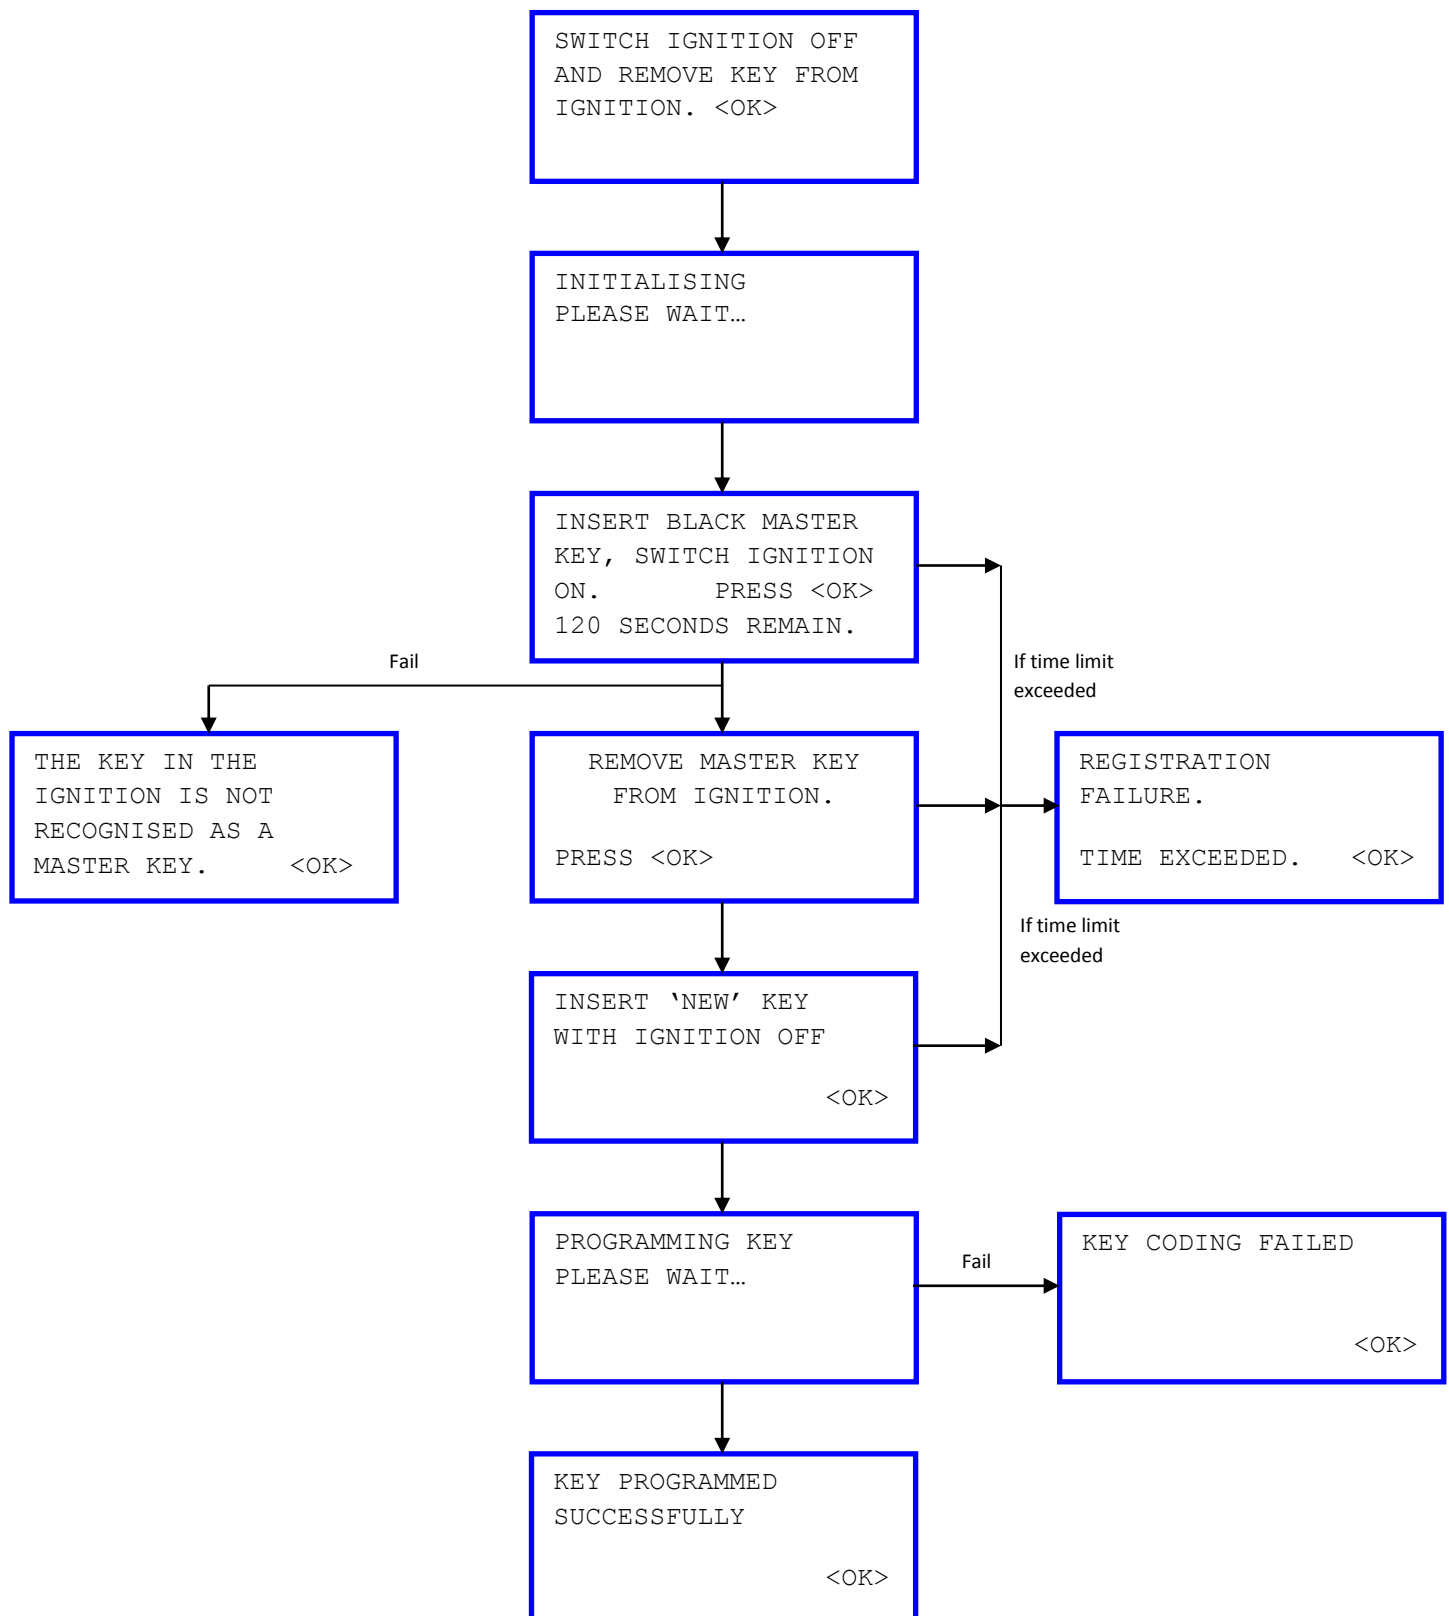 SWITCH IGNITION OFF
AND REMOVE KEY FROM
IGNITION. <OK>
INITIALISING
PLEASE WAIT…
INSERT BLACK MASTER
KEY, SWITCH IGNITION
ON. PRESS <OK>
120 SECONDS REMAIN.
Fail
If time limit
exceeded
THE KEY IN THE
IGNITION IS NOT
RECOGNISED AS A
MASTER KEY. <OK>
REMOVE MASTER KEY
FROM IGNITION.
PRESS <OK>
REGISTRATION
FAILURE.
TIME EXCEEDED. <OK>
If time limit
exceeded
INSERT ‘NEW’ KEY
WITH IGNITION OFF
<OK>
PROGRAMMING KEY
PLEASE WAIT…
Fail
KEY CODING FAILED
<OK>
KEY PROGRAMMED
SUCCESSFULLY
<OK>